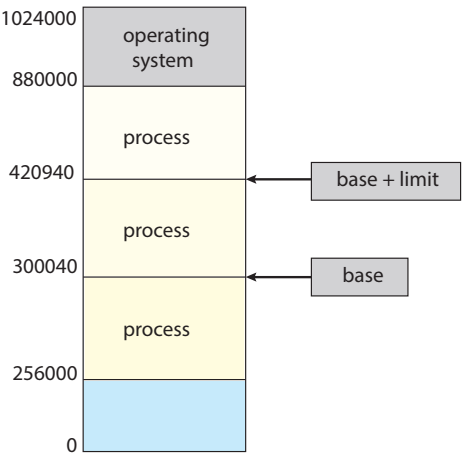 1024000
operating
system
880000
process
420940
base + limit
process
300040
base
process
256000
0